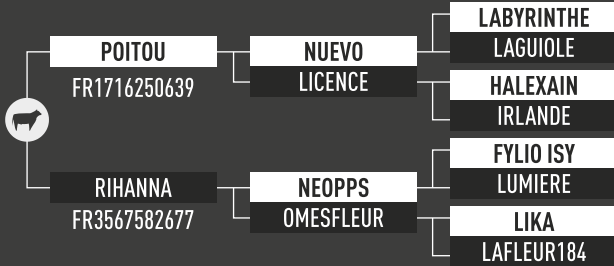 POITOU
FR1716250639
RIHANNA
FR3567582677
NUEVO
LICENCE
NEOPPS
OMESFLEUR
LABYRINTHE
LAGUIOLE
HALEXAIN
IRLANDE
FYLIO ISY
LUMIERE
LIKA
LAFLEUR184